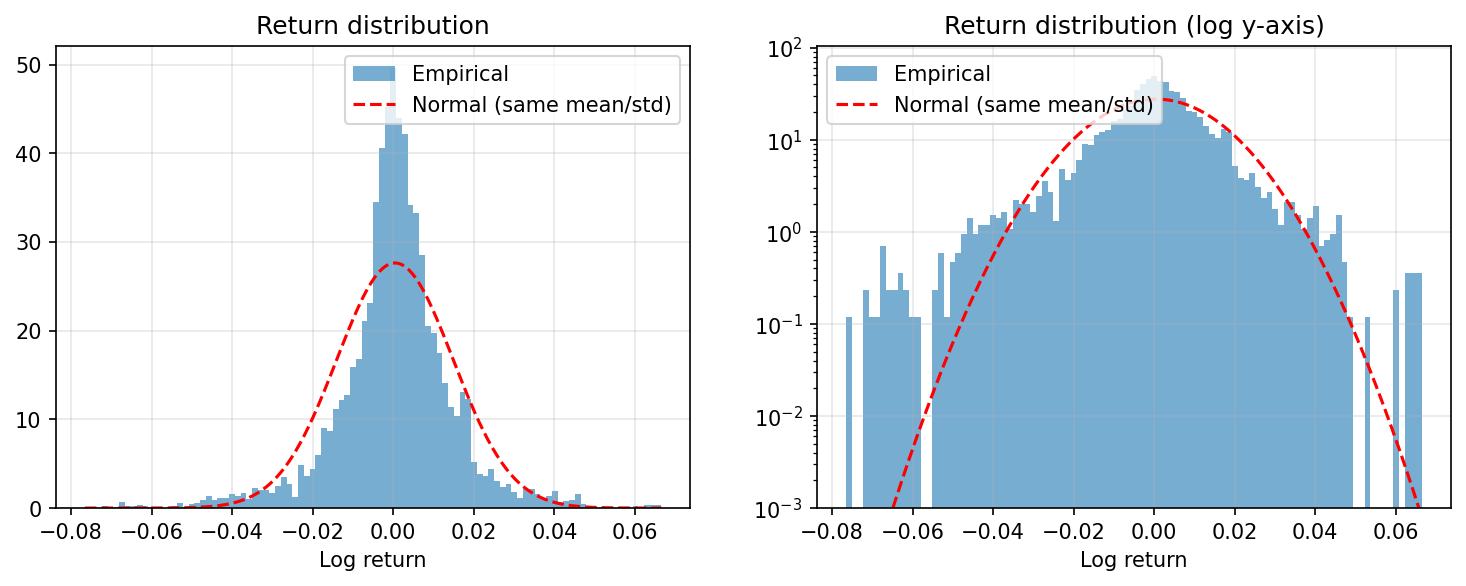 Return distribution
Empirical
Normal (same mean/std)
50
40
30
20
10
0
−0.08 −0.06 −0.04 −0.02 0.00 0.02 0.04 0.06
Log return
Return distribution (log y-axis)
Empirical
Normal (same mean/std)
10²
10¹
10⁰
10⁻¹
10⁻²
10⁻³
−0.08 −0.06 −0.04 −0.02 0.00 0.02 0.04 0.06
Log return